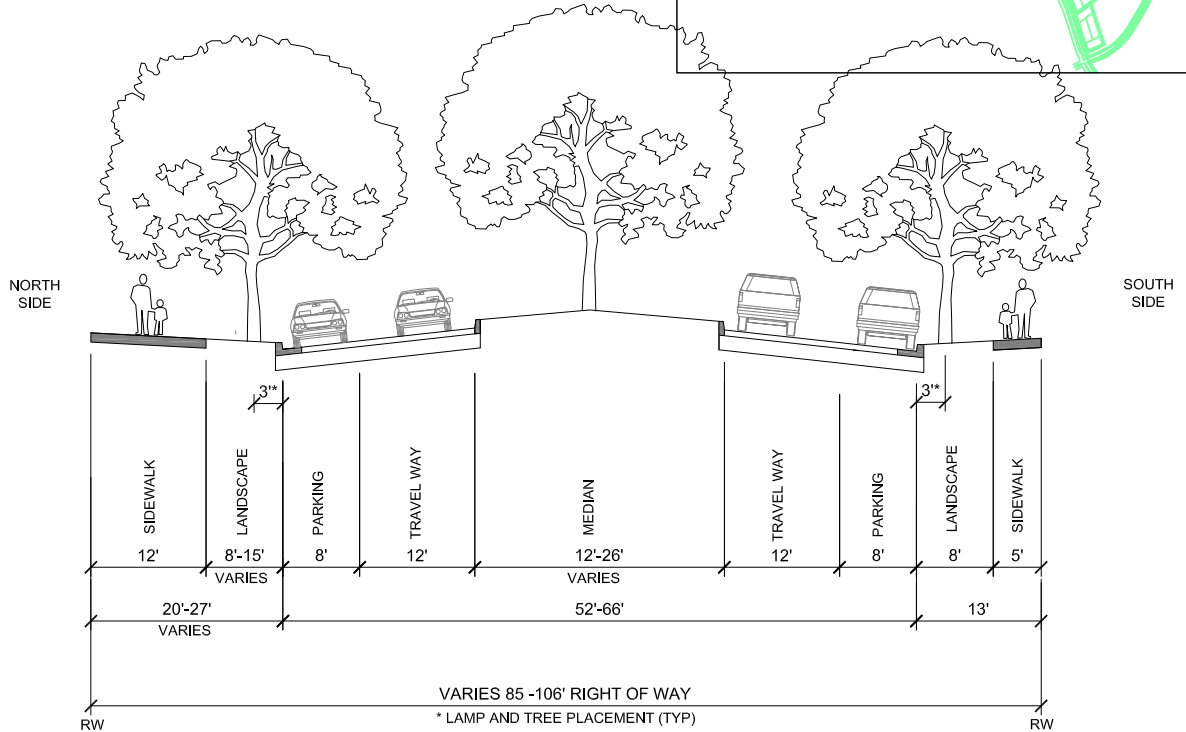 NORTH
SIDE
SOUTH
SIDE
3'*
3'*
SIDEWALK
LANDSCAPE
PARKING
TRAVEL WAY
MEDIAN
TRAVEL WAY
PARKING
LANDSCAPE
SIDEWALK
12'
8'-15'
8'
12'
12'-26'
12'
8'
8'
5'
VARIES
VARIES
20'-27'
52'-66'
13'
VARIES
VARIES 85 -106' RIGHT OF WAY
* LAMP AND TREE PLACEMENT (TYP)
RW
RW